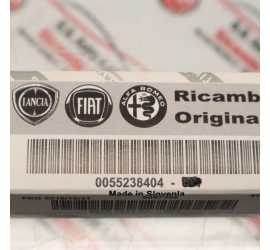 LANCIA FIAT ALFA ROMEO
Ricamb
Origina
0055238404 -
Made in Slovenia